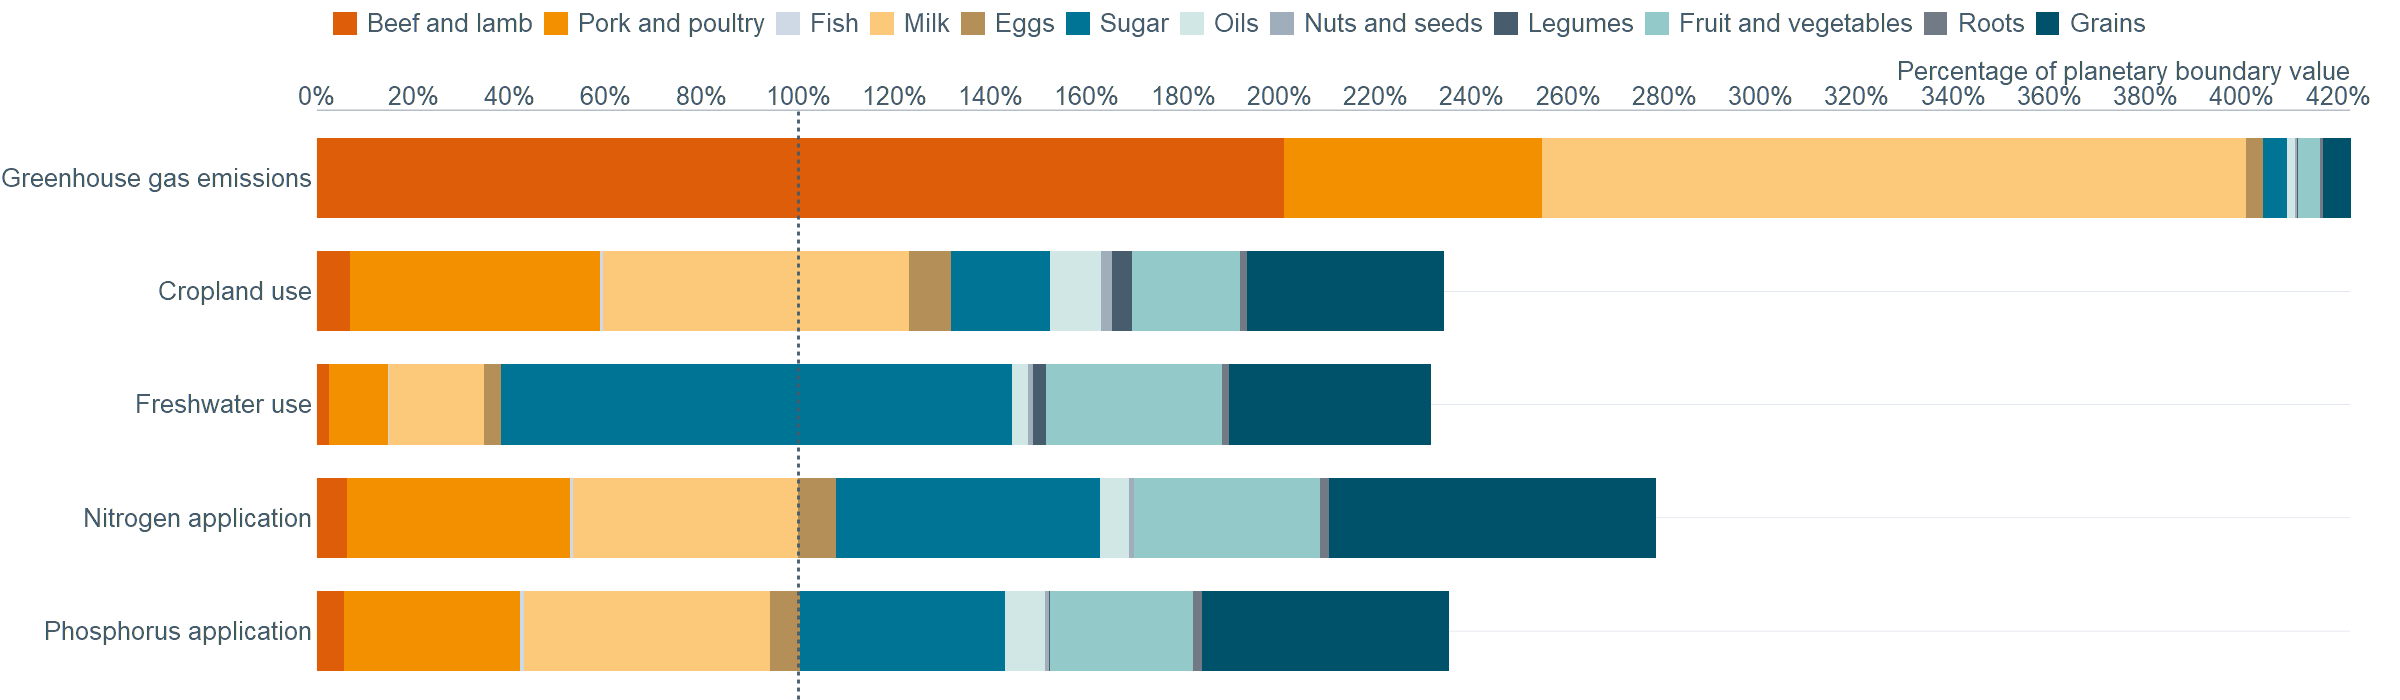 Beef and lamb Pork and poultry Fish Milk Eggs Sugar Oils Nuts and seeds Legumes Fruit and vegetables Roots Grains
Percentage of planetary boundary value
0% 20% 40% 60% 80% 100% 120% 140% 160% 180% 200% 220% 240% 260% 280% 300% 320% 340% 360% 380% 400% 420%
Greenhouse gas emissions
Cropland use
Freshwater use
Nitrogen application
Phosphorus application